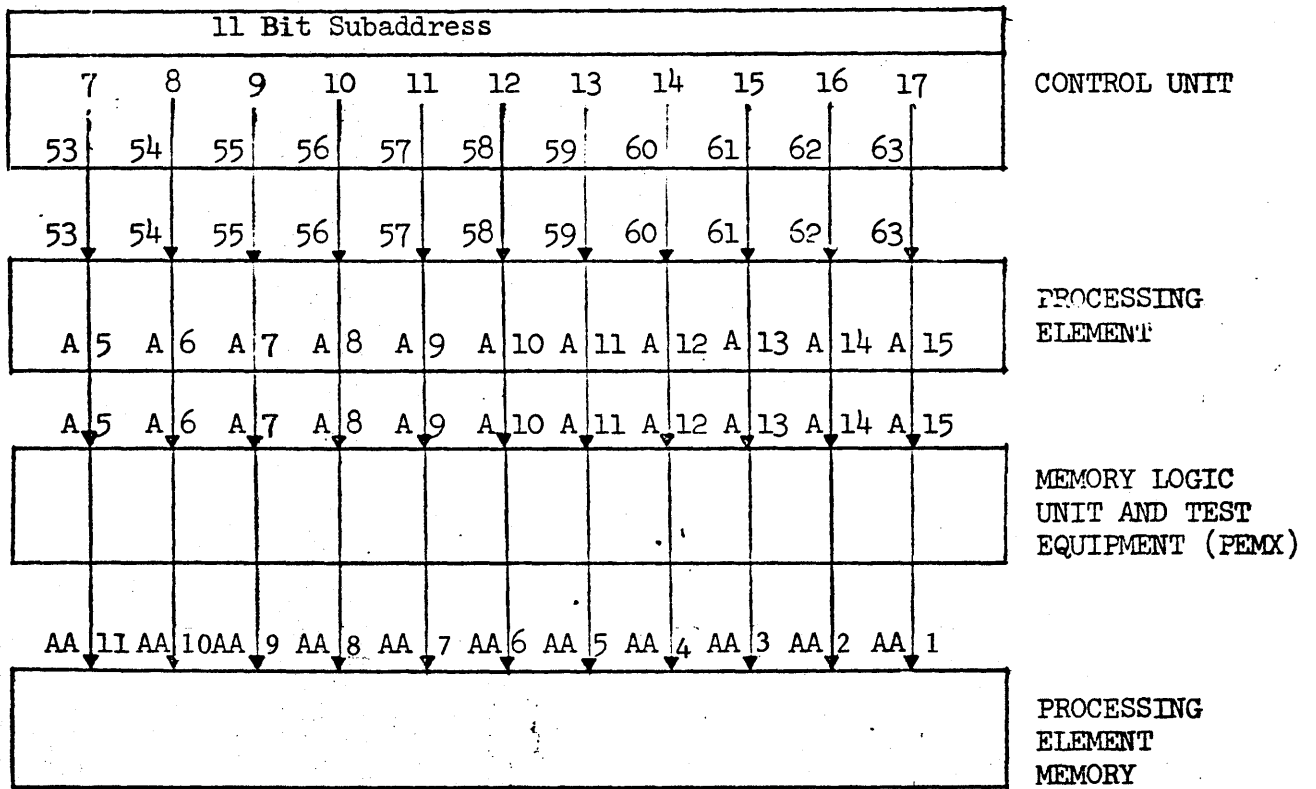 11 Bit Subaddress
7 8 9 10 11 12 13 14 15 16 17
CONTROL UNIT
53 54 55 56 57 58 59 60 61 62 63
53 54 55 56 57 58 59 60 61 62 63
PROCESSING
ELEMENT
A 5 A 6 A 7 A 8 A 9 A 10 A 11 A 12 A 13 A 14 A 15
A 5 A 6 A 7 A 8 A 9 A 10 A 11 A 12 A 13 A 14 A 15
MEMORY LOGIC
UNIT AND TEST
EQUIPMENT (PEMX)
AA 11 AA 10 AA 9 AA 8 AA 7 AA 6 AA 5 AA 4 AA 3 AA 2 AA 1
PROCESSING
ELEMENT
MEMORY